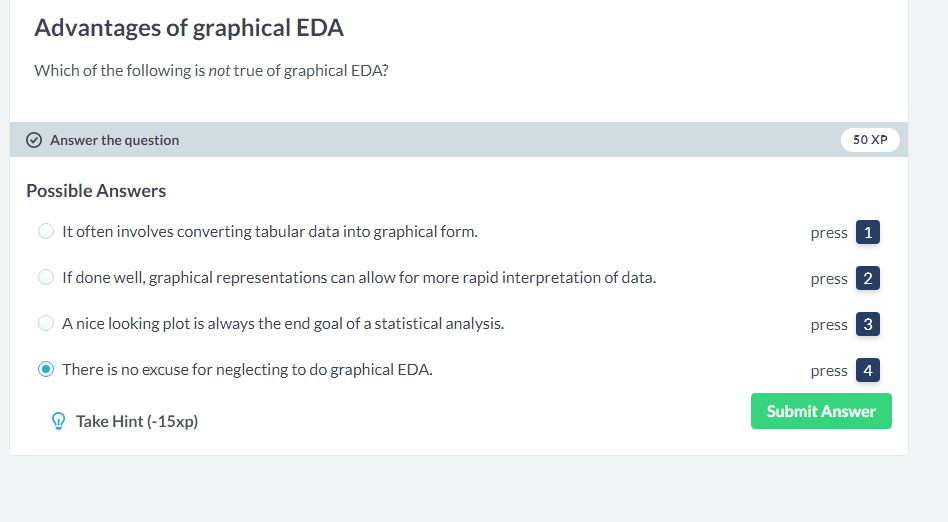 Advantages of graphical EDA
Which of the following is not true of graphical EDA?
Answer the question
50 XP
Possible Answers
It often involves converting tabular data into graphical form.
press 1
If done well, graphical representations can allow for more rapid interpretation of data.
press 2
A nice looking plot is always the end goal of a statistical analysis.
press 3
There is no excuse for neglecting to do graphical EDA.
press 4
Take Hint (-15xp)
Submit Answer